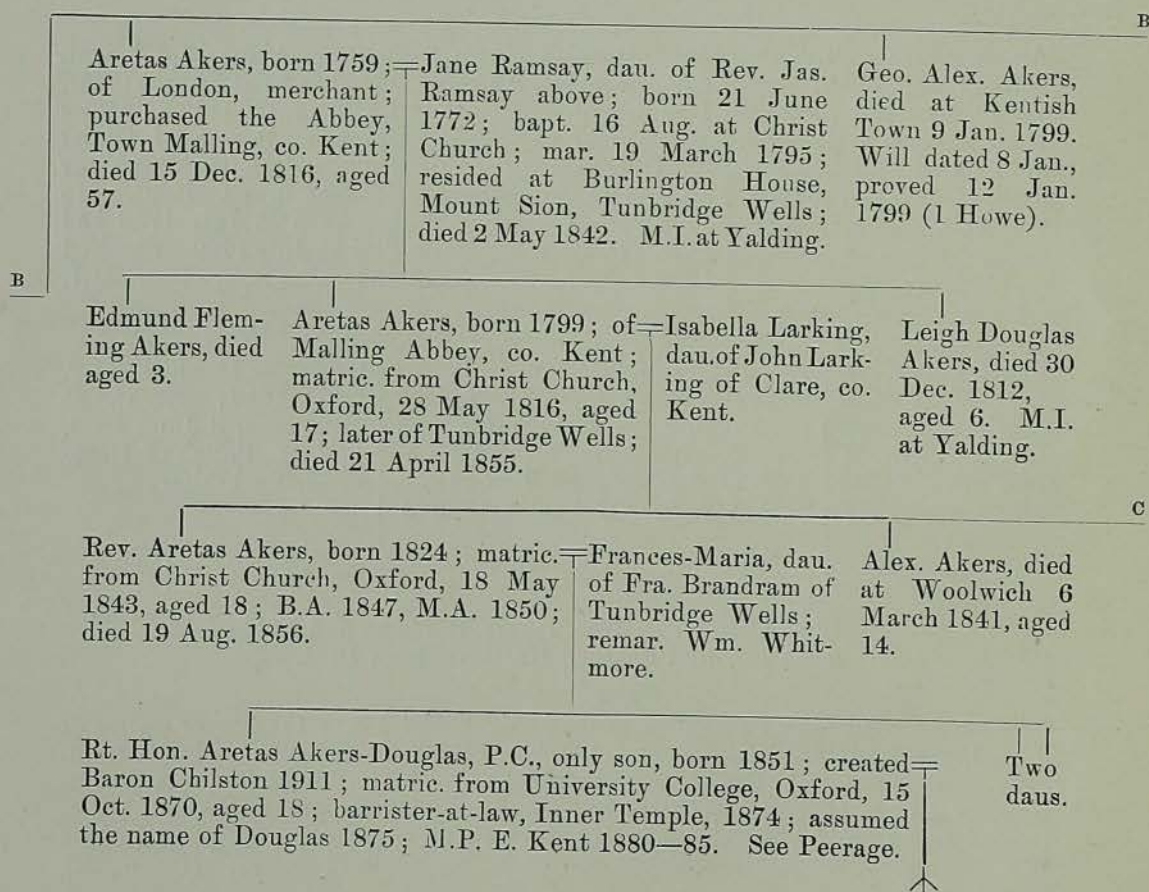 B
Aretas Akers, born 1759;
of London, merchant;
purchased the Abbey,
Town Malling, co. Kent;
died 15 Dec. 1816, aged
57.
Jane Ramsay, dau. of Rev. Jas.
Ramsay above; born 21 June
1772; bapt. 16 Aug. at Christ
Church; mar. 19 March 1795;
resided at Burlington House,
Mount Sion, Tunbridge Wells;
died 2 May 1842. M.I. at Yalding.
Geo. Alex. Akers,
died at Kentish
Town 9 Jan. 1799.
Will dated 8 Jan.,
proved 12 Jan.
1799 (1 Howe).
B
Edmund Flem-
ing Akers, died
aged 3.
Aretas Akers, born 1799; of
Malling Abbey, co. Kent;
matric. from Christ Church,
Oxford, 28 May 1816, aged
17; later of Tunbridge Wells;
died 21 April 1855.
Isabella Larking,
dau. of John Lark-
ing of Clare, co.
Kent.
Leigh Douglas
Akers, died 30
Dec. 1812,
aged 6. M.I.
at Yalding.
C
Rev. Aretas Akers, born 1824; matric.
from Christ Church, Oxford, 18 May
1843, aged 18; B.A. 1847, M.A. 1850;
died 19 Aug. 1856.
Frances-Maria, dau.
of Fra. Brandram of
Tunbridge Wells;
remar. Wm. Whit-
more.
Alex. Akers, died
at Woolwich 6
March 1841, aged
14.
Rt. Hon. Aretas Akers-Douglas, P.C., only son, born 1851; created
Baron Chilston 1911; matric. from University College, Oxford, 15
Oct. 1870, aged 18; barrister-at-law, Inner Temple, 1874; assumed
the name of Douglas 1875; M.P. E. Kent 1880—85. See Peerage.
Two
daus.